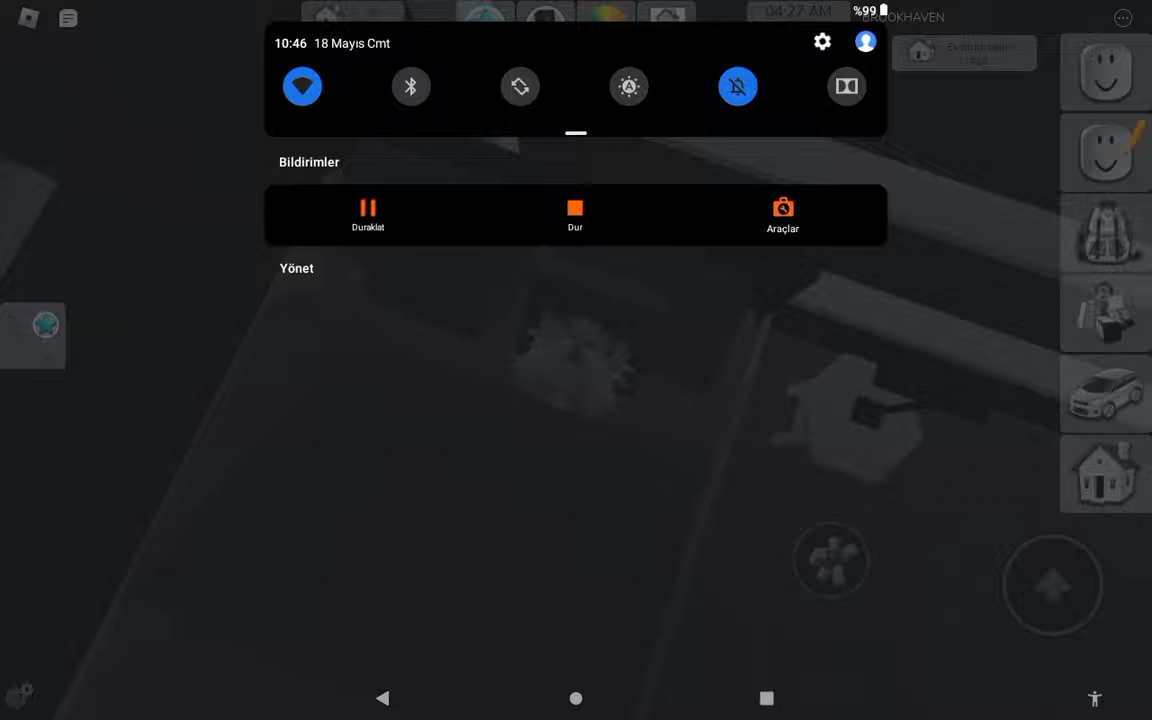 04:27 AM
%99
BROOKHAVEN
10:46 18 Mayıs Cmt
Bildirimler
Duraklat
Dur
Araçlar
Yönet